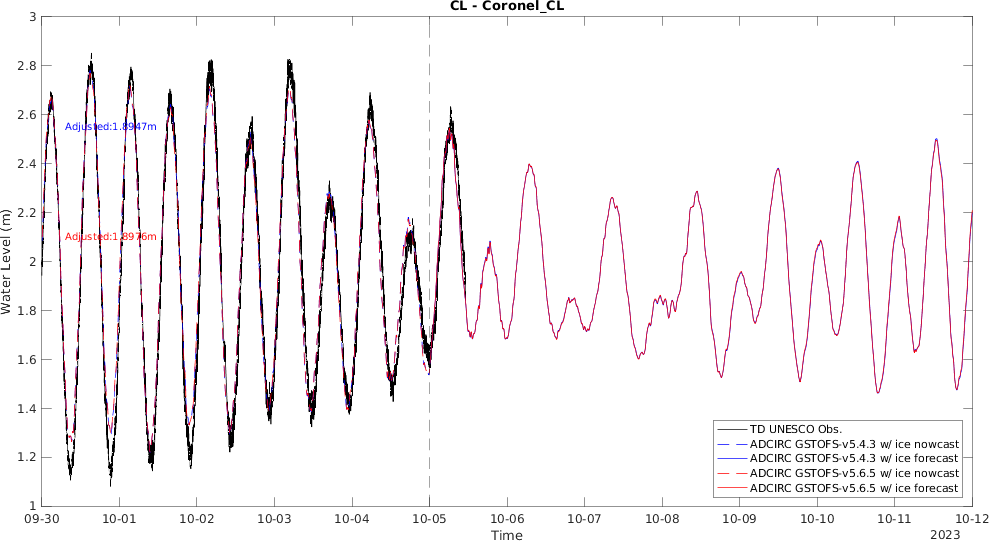 CL - Coronel_CL
3
2.8
2.6
2.4
2.2
2
1.8
1.6
1.4
1.2
1
Water Level (m)
Adjusted:1.8947m
Adjusted:1.8976m
TD UNESCO Obs.
ADCIRC GSTOFS-v5.4.3 w/ ice nowcast
ADCIRC GSTOFS-v5.4.3 w/ ice forecast
ADCIRC GSTOFS-v5.6.5 w/ ice nowcast
ADCIRC GSTOFS-v5.6.5 w/ ice forecast
09-30 10-01 10-02 10-03 10-04 10-05 10-06 10-07 10-08 10-09 10-10 10-11 10-12
Time
2023